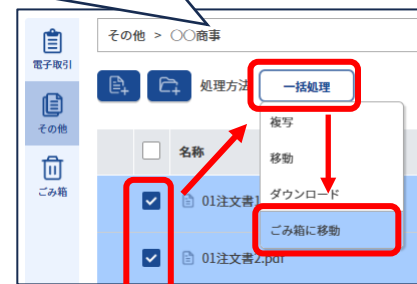 その他 > ○○商事
電子取引
処理方法
一括処理
その他
複写
名称
移動
ごみ箱
01注文書1
ダウンロード
ごみ箱に移動
01注文書2.pdf